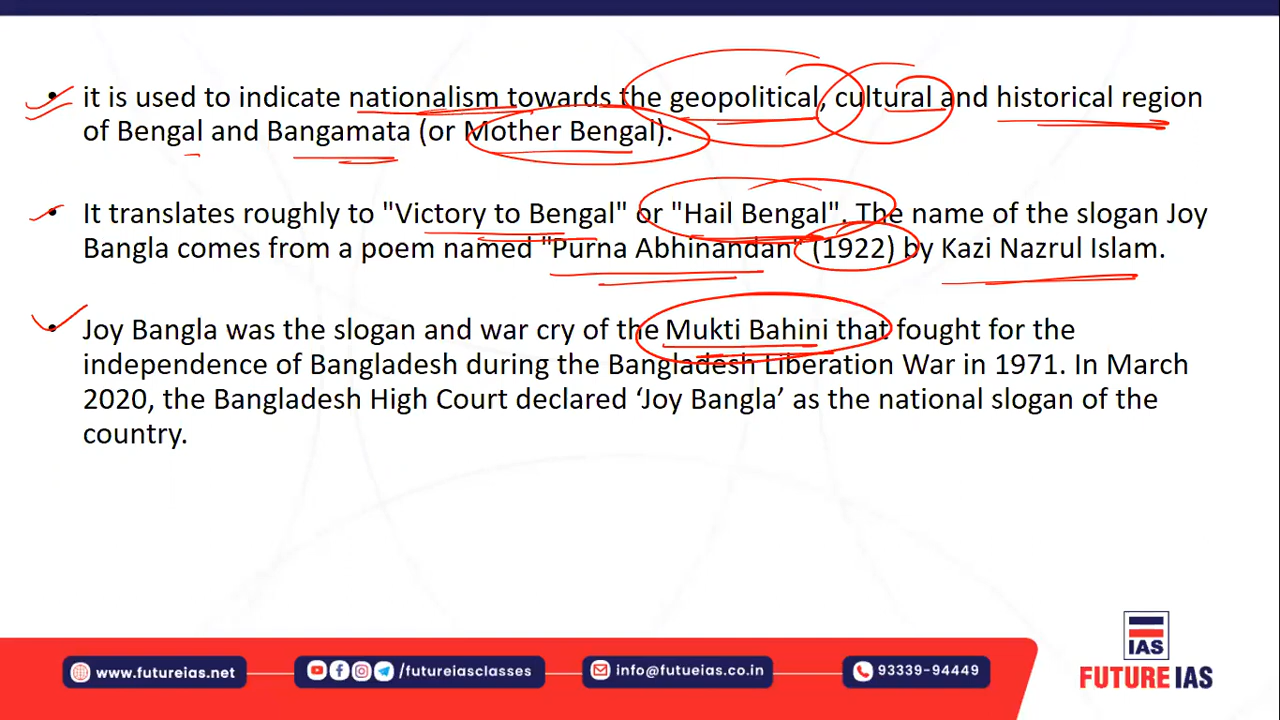 • it is used to indicate nationalism towards the geopolitical, cultural and historical region
of Bengal and Bangamata (or Mother Bengal).
• It translates roughly to "Victory to Bengal" or "Hail Bengal". The name of the slogan Joy
Bangla comes from a poem named "Purna Abhinandan" (1922) by Kazi Nazrul Islam.
• Joy Bangla was the slogan and war cry of the Mukti Bahini that fought for the
independence of Bangladesh during the Bangladesh Liberation War in 1971. In March
2020, the Bangladesh High Court declared ‘Joy Bangla’ as the national slogan of the
country.
www.futureias.net
/futureiasclasses
info@futueias.co.in
93339-94449
IAS
FUTURE IAS